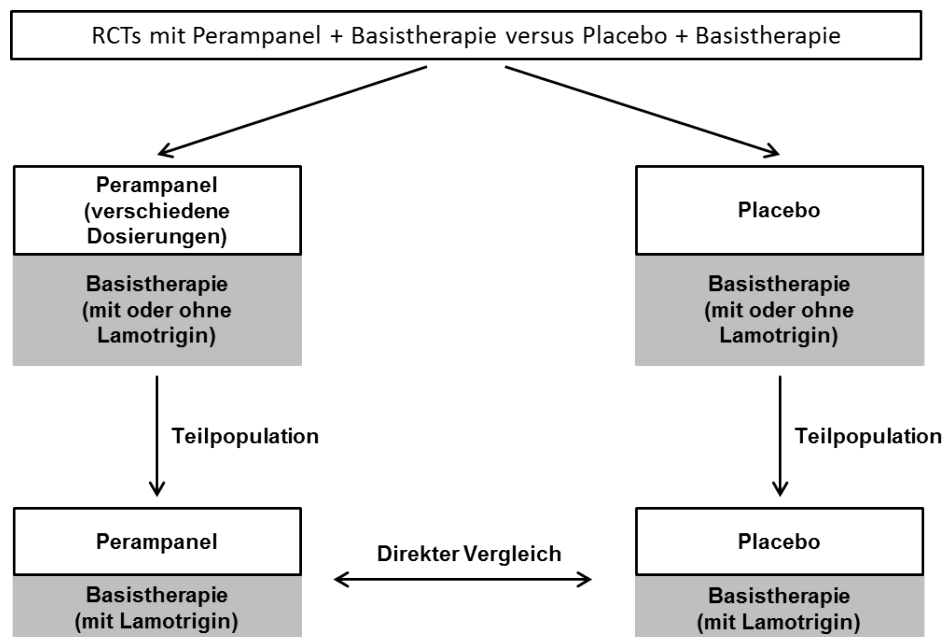 RCTs mit Perampanel + Basistherapie versus Placebo + Basistherapie
Perampanel
(verschiedene
Dosierungen)
Basistherapie
(mit oder ohne
Lamotrigin)
Placebo
Basistherapie
(mit oder ohne
Lamotrigin)
Teilpopulation
Teilpopulation
Perampanel
Basistherapie
(mit Lamotrigin)
Direkter Vergleich
Placebo
Basistherapie
(mit Lamotrigin)